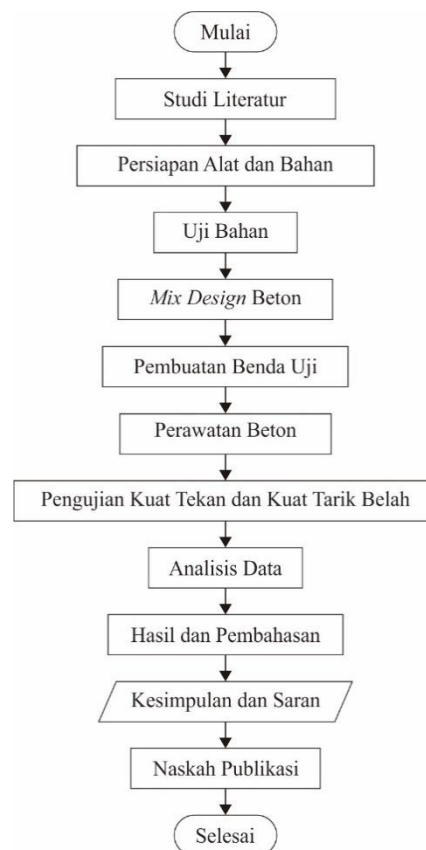 Mulai
Studi Literatur
Persiapan Alat dan Bahan
Uji Bahan
Mix Design Beton
Pembuatan Benda Uji
Perawatan Beton
Pengujian Kuat Tekan dan Kuat Tarik Belah
Analisis Data
Hasil dan Pembahasan
Kesimpulan dan Saran
Naskah Publikasi
Selesai